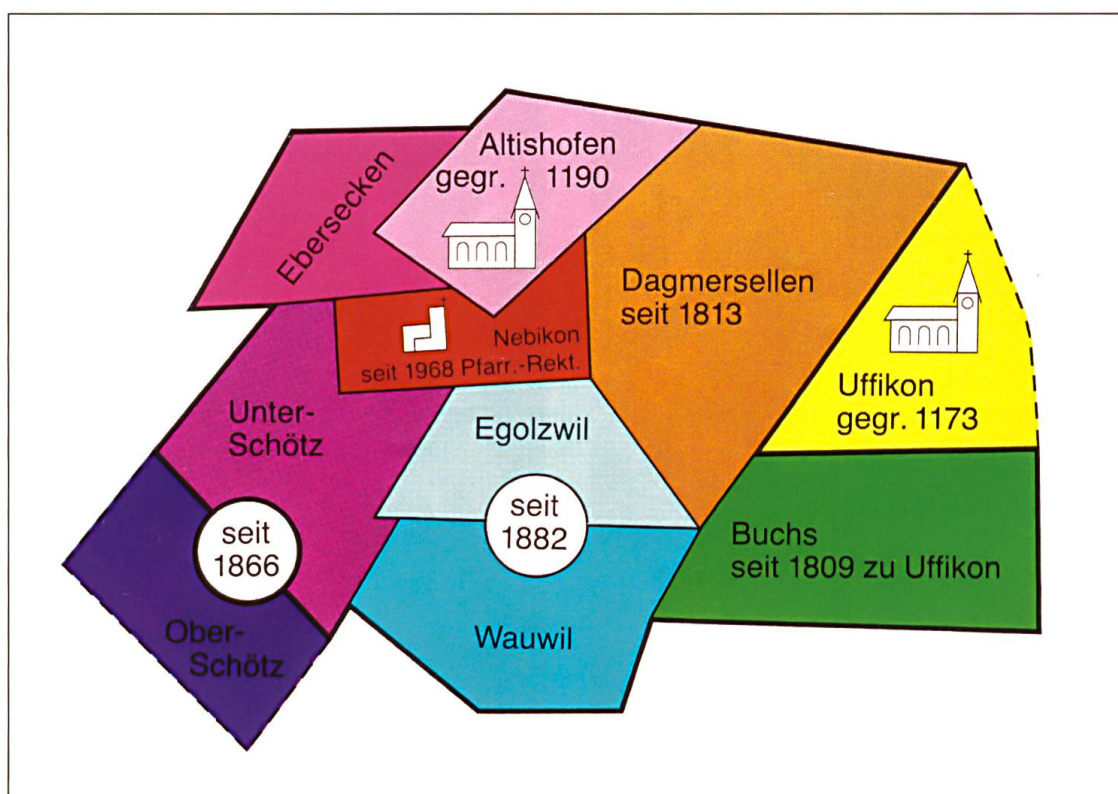 Altishofen
gegr. 1190
Ebersecken
Dagmersellen
seit 1813
Nebikon
seit 1968 Pfarr.-Rekt.
Uffikon
gegr. 1173
Unter-
Schötz
Egolzwil
seit
1866
seit
1882
Buchs
seit 1809 zu Uffikon
Ober-
Schötz
Wauwil